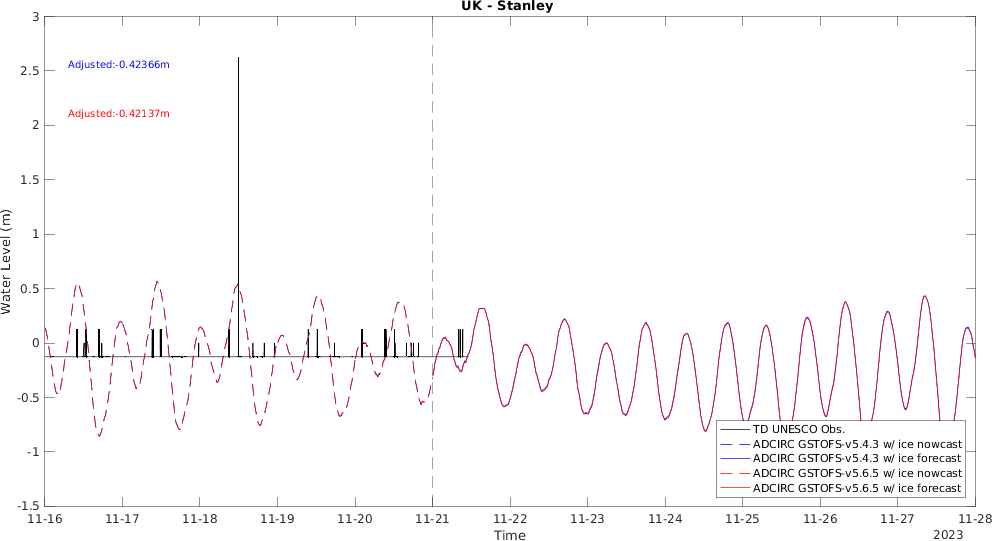 UK - Stanley
Adjusted:-0.42366m
Adjusted:-0.42137m
Water Level (m)
3
2.5
2
1.5
1
0.5
0
-0.5
-1
-1.5
TD UNESCO Obs.
ADCIRC GSTOFS-v5.4.3 w/ ice nowcast
ADCIRC GSTOFS-v5.4.3 w/ ice forecast
ADCIRC GSTOFS-v5.6.5 w/ ice nowcast
ADCIRC GSTOFS-v5.6.5 w/ ice forecast
11-16 11-17 11-18 11-19 11-20 11-21 11-22 11-23 11-24 11-25 11-26 11-27 11-28
Time
2023